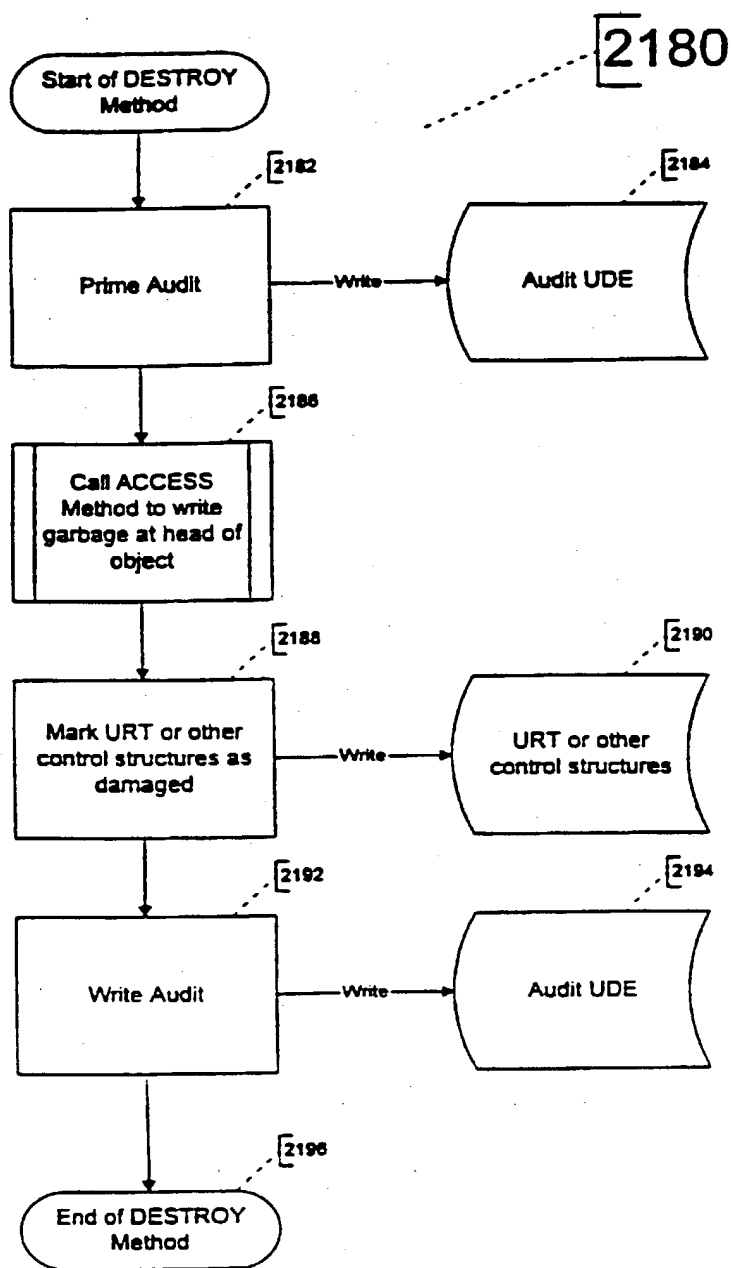 2180
Start of DESTROY
Method
2182
2184
Prime Audit
Write
Audit UDE
2186
Call ACCESS
Method to write
garbage at head of
object
2188
2190
Mark URT or other
control structures as
damaged
Write
URT or other
control structures
2192
2194
Write Audit
Write
Audit UDE
2196
End of DESTROY
Method